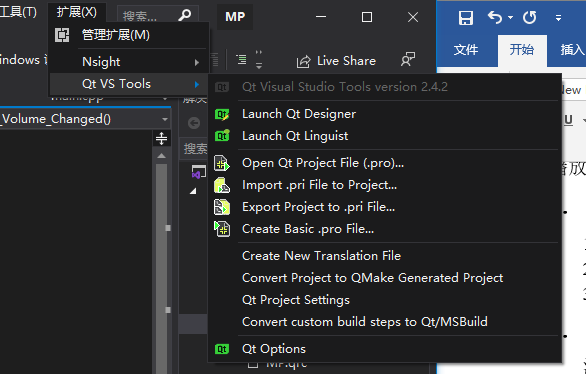 工具(T)
扩展(X)
搜索
MP
管理扩展(M)
Nsight
Live Share
Qt VS Tools
Qt Visual Studio Tools version 2.4.2
_Volume_Changed()
Launch Qt Designer
Launch Qt Linguist
搜索
Open Qt Project File (.pro)...
Import .pri File to Project...
Export Project to .pri File...
Create Basic .pro File...
Create New Translation File
Convert Project to QMake Generated Project
Qt Project Settings
Convert custom build steps to Qt/MSBuild
Qt Options
MP.qrc
文件
开始
插入
New
U